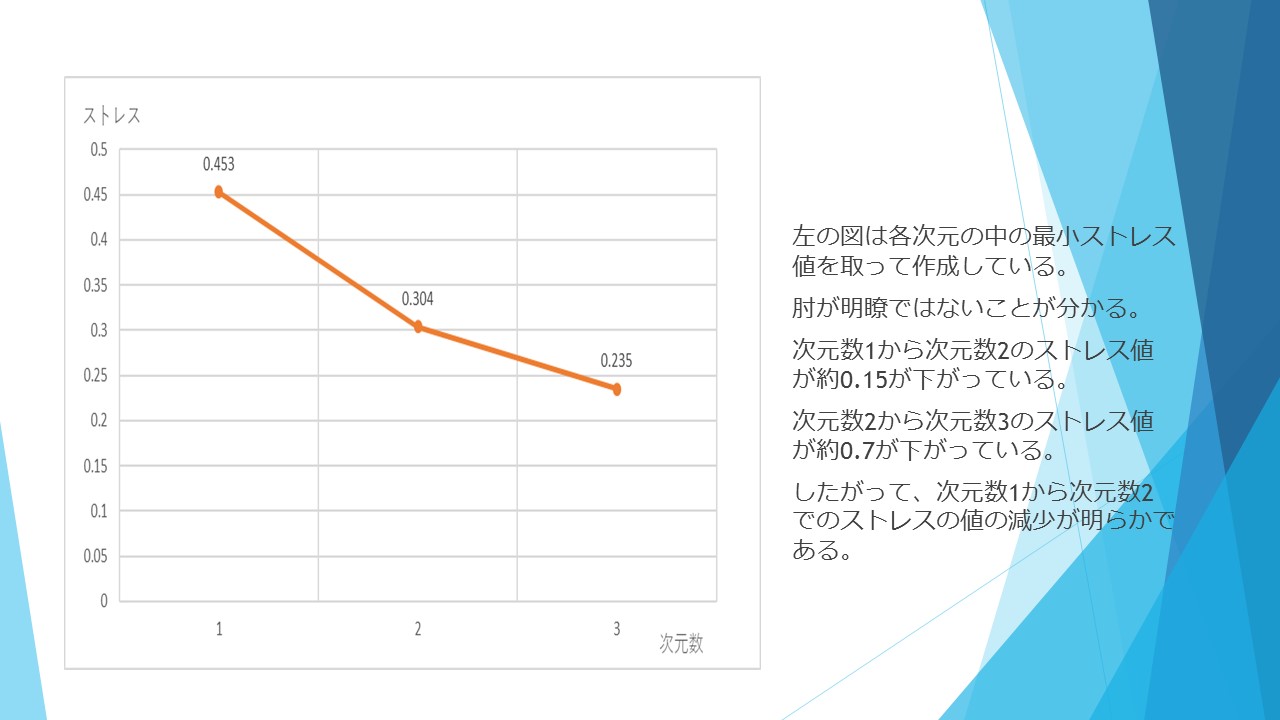 ストレス
0.5
0.453
0.45
0.4
0.35
0.304
0.3
0.25
0.235
0.2
0.15
0.1
0.05
0
1
2
3
次元数
左の図は各次元の中の最小ストレス
値を取って作成している。
肘が明瞭ではないことが分かる。
次元数1から次元数2のストレス値
が約0.15が下がっている。
次元数2から次元数3のストレス値
が約0.7が下がっている。
したがって、次元数1から次元数2
でのストレスの値の減少が明らかで
ある。